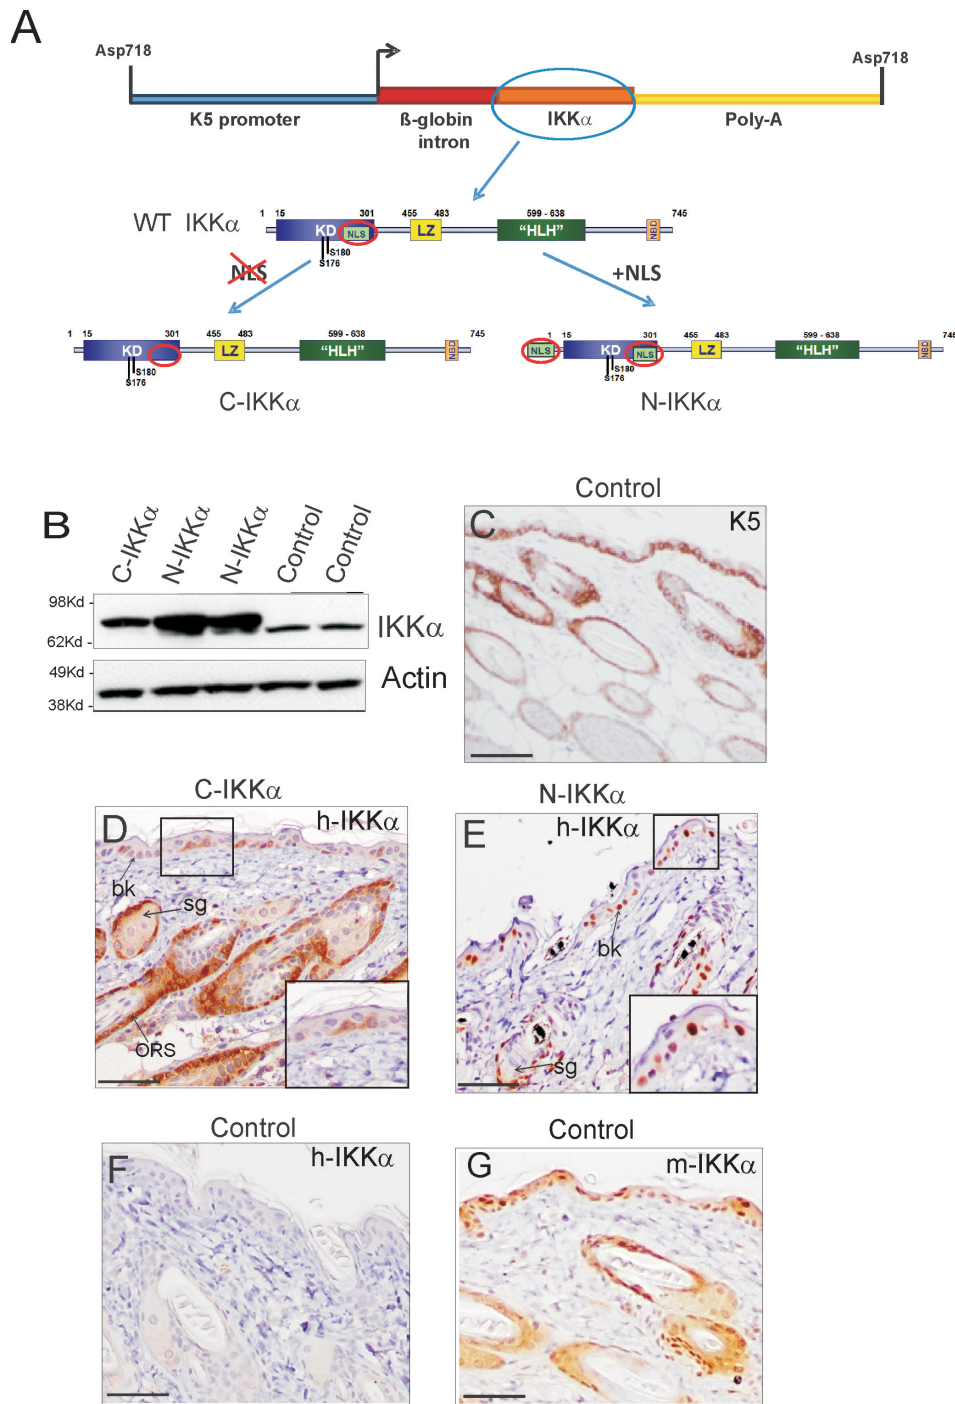 A
Asp718
Asp718
K5 promoter
ß-globin
intron
IKKα
Poly-A
WT IKKα
1 15 301 455 483 599 - 638 745
KD NLS LZ "HLH" NBD
S180
S176
NLS
+NLS
1 15 301 455 483 599 - 638 745
KD LZ "HLH" NBD
S180
S176
C-IKKα
1 15 301 455 483 599 - 638 745
NLS KD NLS LZ "HLH" NBD
S180
S176
N-IKKα
B
C-IKKα
N-IKKα
N-IKKα
Control
Control
98Kd -
62Kd -
IKKα
49Kd -
38Kd -
Actin
Control
C
K5
C-IKKα
D
h-IKKα
bk
sg
ORS
N-IKKα
E
h-IKKα
bk
sg
Control
F
h-IKKα
Control
G
m-IKKα